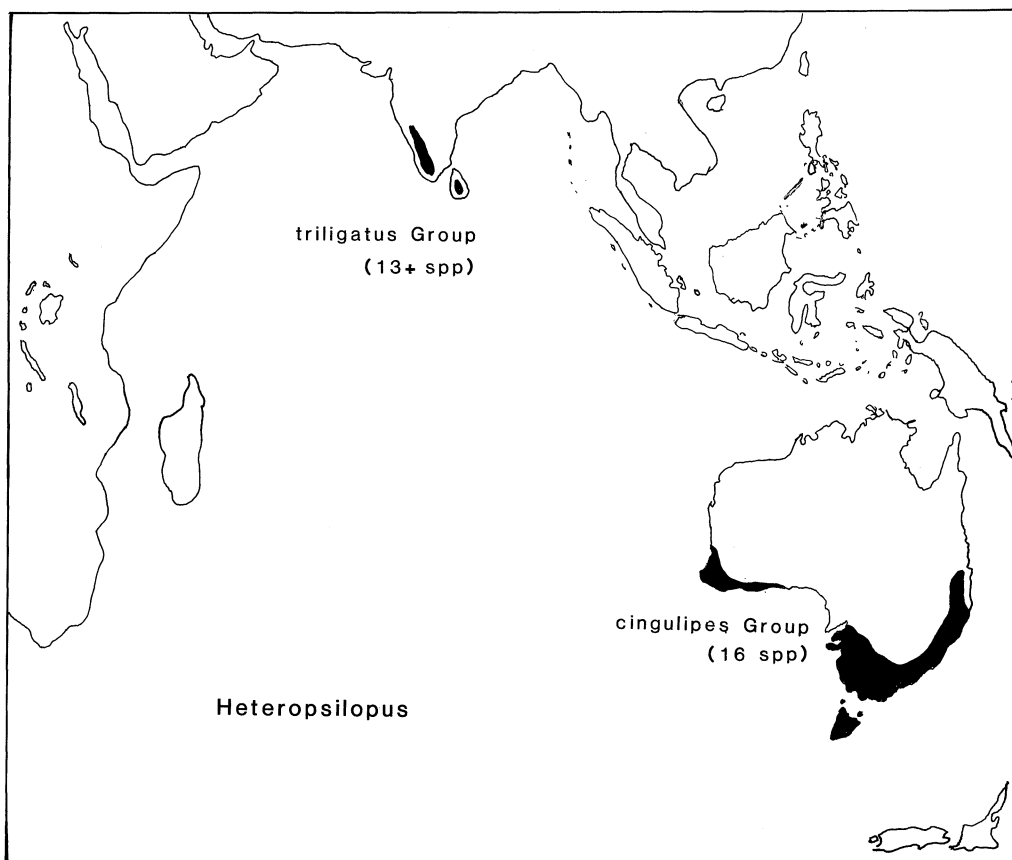 triligatus Group
(13+ spp)
cingulipes Group
(16 spp)
Heteropsilopus